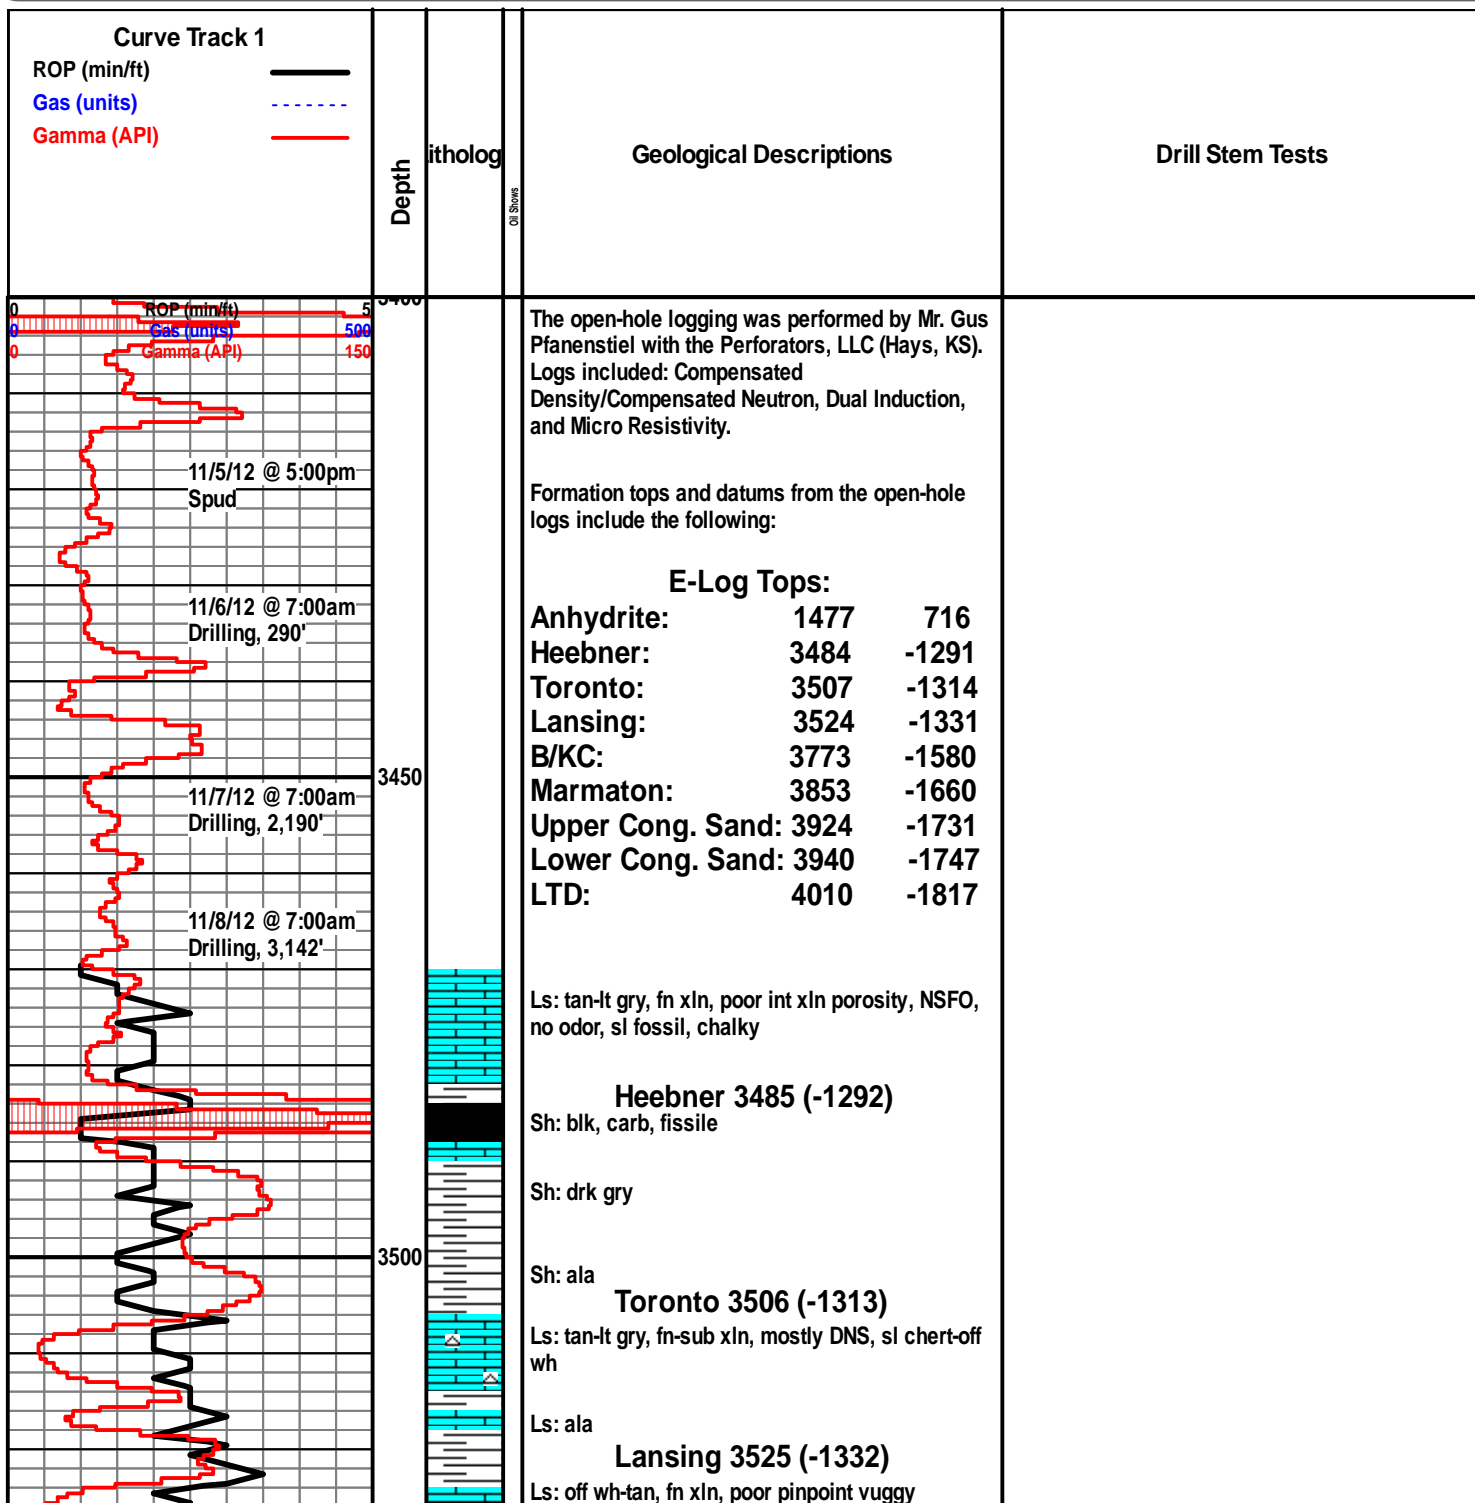 Curve Track 1
ROP (min/ft)
Gas (units)
Gamma (API)
Depth
itholog
Oil Shows
Geological Descriptions
Drill Stem Tests
0 ROP (min/ft) 5
0 Gas (units) 500
0 Gamma (API) 150
3400
The open-hole logging was performed by Mr. Gus
Pfanenstiel with the Perforators, LLC (Hays, KS).
Logs included: Compensated
Density/Compensated Neutron, Dual Induction,
and Micro Resistivity.
11/5/12 @ 5:00pm
Spud
Formation tops and datums from the open-hole
logs include the following:
11/6/12 @ 7:00am
Drilling, 290'
E-Log Tops:
Anhydrite: 1477 716
Heebner: 3484 -1291
Toronto: 3507 -1314
Lansing: 3524 -1331
B/KC: 3773 -1580
Marmaton: 3853 -1660
Upper Cong. Sand: 3924 -1731
Lower Cong. Sand: 3940 -1747
LTD: 4010 -1817
3450
11/7/12 @ 7:00am
Drilling, 2,190'
11/8/12 @ 7:00am
Drilling, 3,142'
Ls: tan-lt gry, fn xln, poor int xln porosity, NSFO,
no odor, sl fossil, chalky
Heebner 3485 (-1292)
Sh: blk, carb, fissile
Sh: drk gry
3500
Sh: ala
Toronto 3506 (-1313)
Ls: tan-lt gry, fn-sub xln, mostly DNS, sl chert-off
wh
Ls: ala
Lansing 3525 (-1332)
Ls: off wh-tan, fn xln, poor pinpoint vuggy